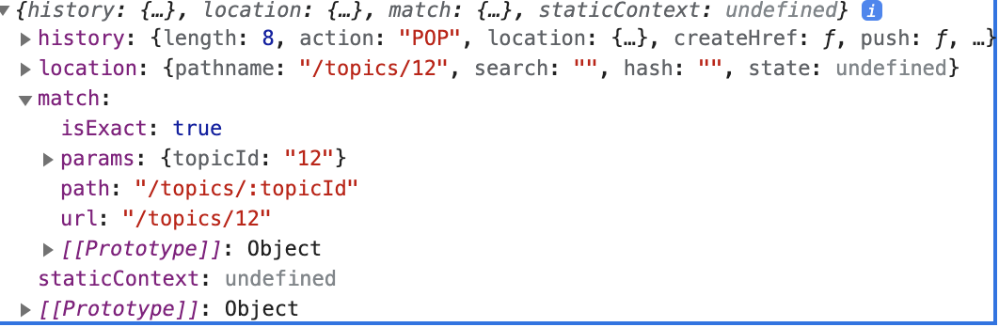 ▼{history: {…}, location: {…}, match: {…}, staticContext: undefined} i
▶history: {length: 8, action: "POP", location: {…}, createHref: ƒ, push: ƒ, …}
▶location: {pathname: "/topics/12", search: "", hash: "", state: undefined}
▼match:
isExact: true
▶params: {topicId: "12"}
path: "/topics/:topicId"
url: "/topics/12"
▶[[Prototype]]: Object
staticContext: undefined
▶[[Prototype]]: Object